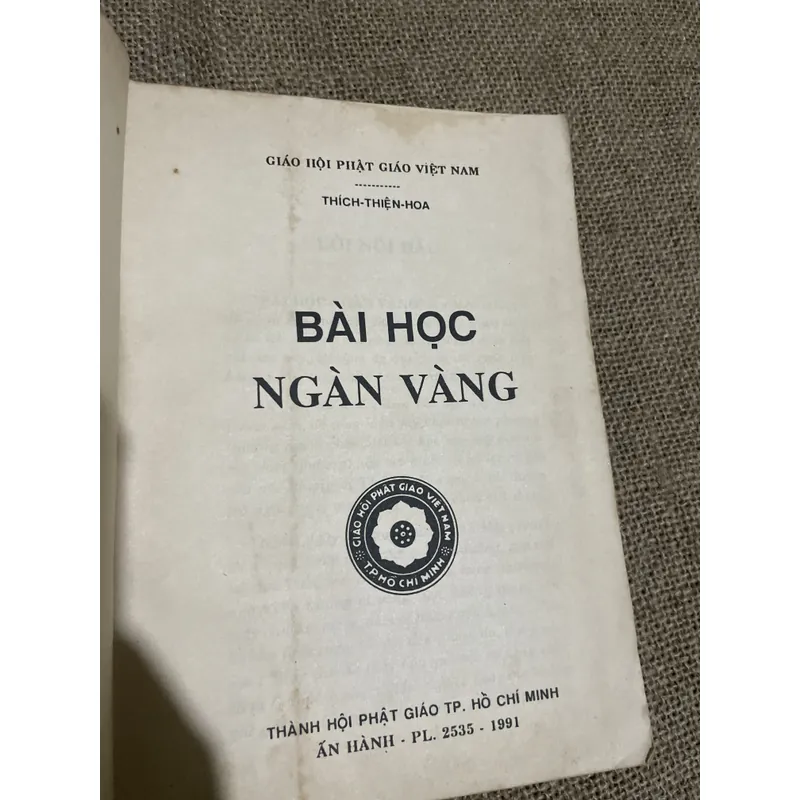 GIÁO HỘI PHẬT GIÁO VIỆT NAM
-----------
THÍCH-THIỆN-HOA
BÀI HỌC
NGÀN VÀNG
GIÁO HỘI PHẬT GIÁO VIỆT NAM
T.P HỒ CHÍ MINH
THÀNH HỘI PHẬT GIÁO TP. HỒ CHÍ MINH
ẤN HÀNH - PL. 2535 - 1991